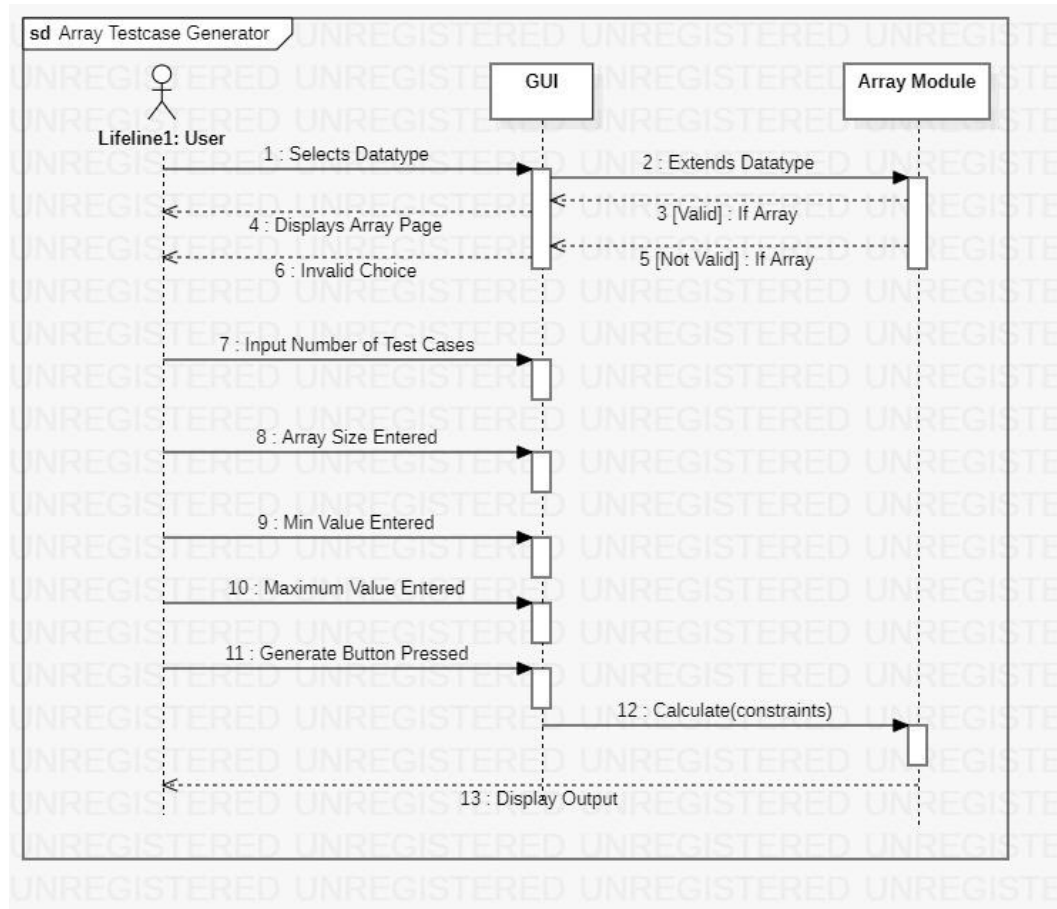 sd Array Testcase Generator
GUI
Array Module
Lifeline1: User
1 : Selects Datatype
2 : Extends Datatype
3 [Valid] : If Array
4 : Displays Array Page
5 [Not Valid] : If Array
6 : Invalid Choice
7 : Input Number of Test Cases
8 : Array Size Entered
9 : Min Value Entered
10 : Maximum Value Entered
11 : Generate Button Pressed
12 : Calculate(constraints)
13 : Display Output
UNREGISTERED